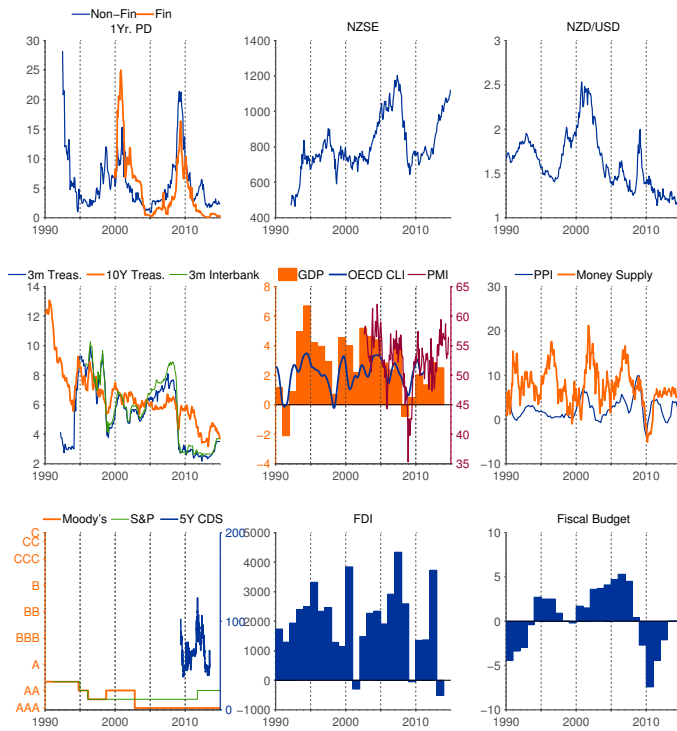 Non−Fin Fin
1Yr. PD
30
25
20
15
10
5
0
1990 2000 2010
NZSE
1400
1200
1000
800
600
400
1990 2000 2010
NZD/USD
3
2.5
2
1.5
1
1990 2000 2010
3m Treas. 10Y Treas. 3m Interbank
14
12
10
8
6
4
2
1990 2000 2010
GDP OECD CLI PMI
8
6
4
2
0
−2
−4
65
60
55
50
45
40
35
1990 2000 2010
PPI Money Supply
30
20
10
0
−10
1990 2000 2010
Moody's S&P 5Y CDS
C
CC
CCC
B
BB
BBB
A
AA
AAA
200
100
0
1990 2000 2010
FDI
5000
4000
3000
2000
1000
0
−1000
1990 2000 2010
Fiscal Budget
10
5
0
−5
−10
1990 2000 2010